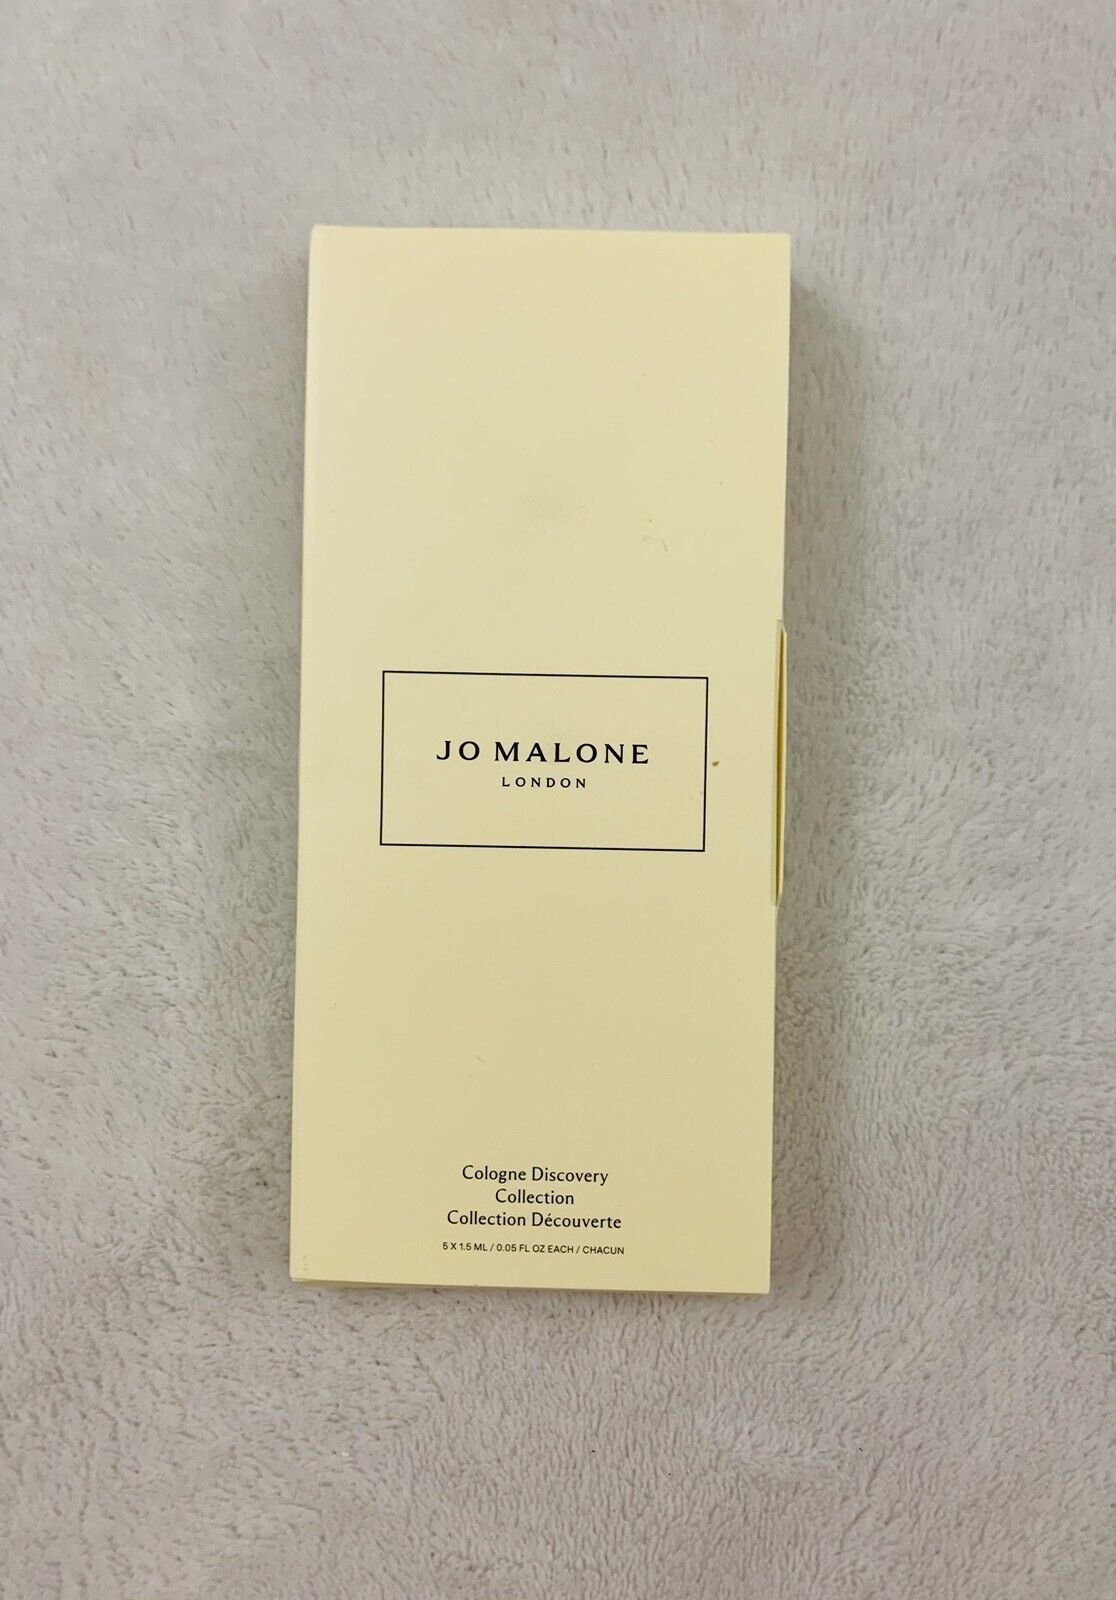 JO MALONE
LONDON
Cologne Discovery
Collection
Collection Découverte
5 X 1.5 ML / 0.05 FL OZ EACH / CHACUN